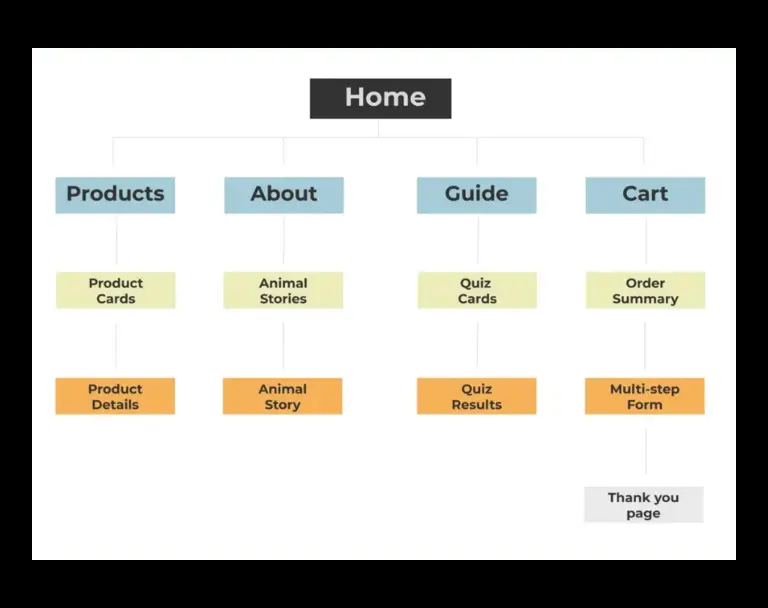 Home
Products
About
Guide
Cart
Product
Cards
Animal
Stories
Quiz
Cards
Order
Summary
Product
Details
Animal
Story
Quiz
Results
Multi-step
Form
Thank you
page